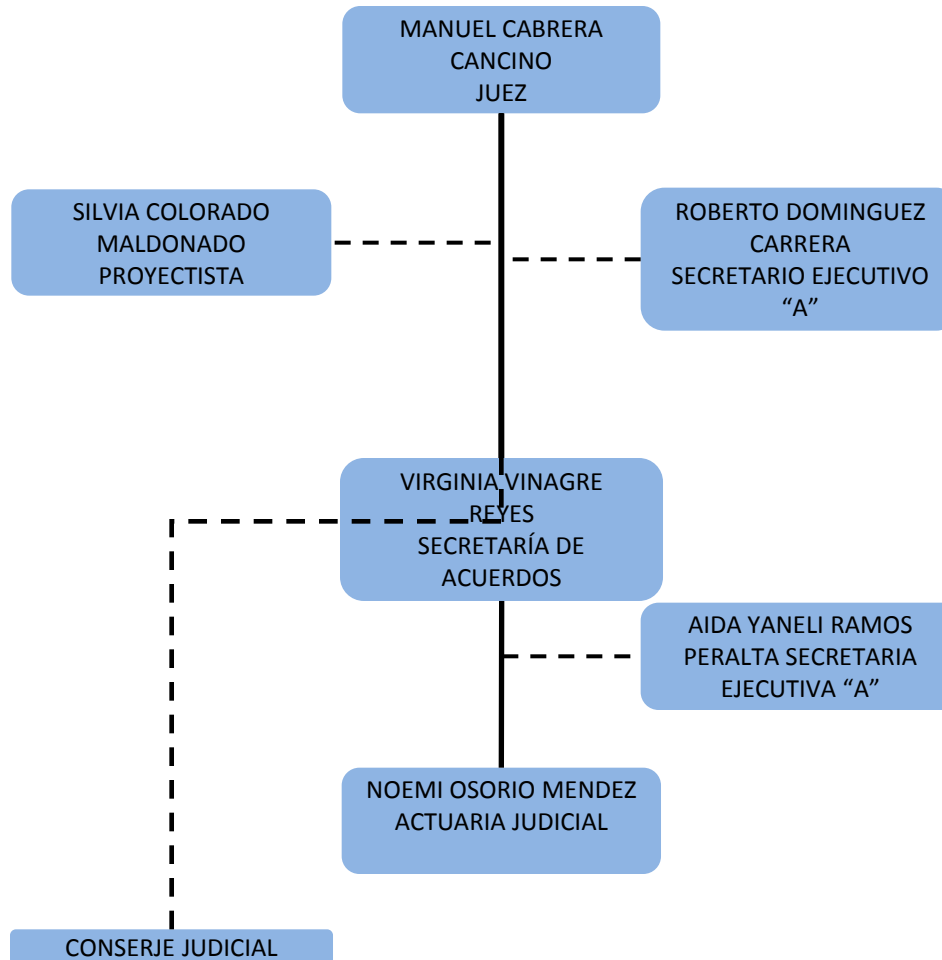 MANUEL CABRERA
CANCINO
JUEZ
SILVIA COLORADO
MALDONADO
PROYECTISTA
ROBERTO DOMINGUEZ
CARRERA
SECRETARIO EJECUTIVO
“A”
VIRGINIA VINAGRE
REYES
SECRETARÍA DE
ACUERDOS
AIDA YANELI RAMOS
PERALTA SECRETARIA
EJECUTIVA “A”
NOEMI OSORIO MENDEZ
ACTUARIA JUDICIAL
CONSERJE JUDICIAL